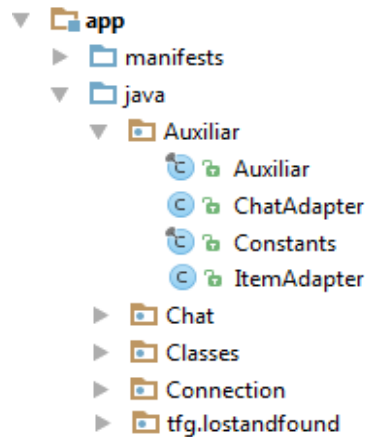 app
manifests
java
Auxiliar
Auxiliar
ChatAdapter
Constants
ItemAdapter
Chat
Classes
Connection
tfg.lostandfound